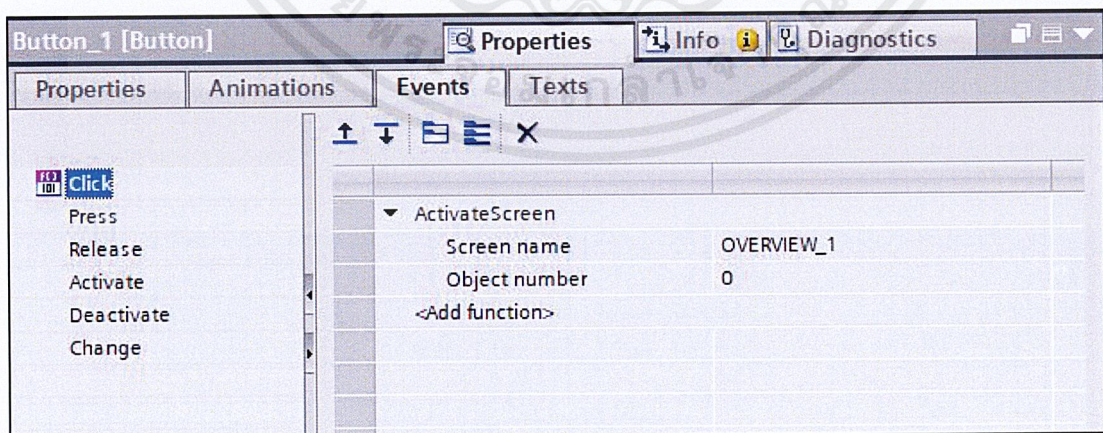 Button_1 [Button]
Properties
Info
Diagnostics
Properties
Animations
Events
Texts
Click
Press
Release
Activate
Deactivate
Change
ActivateScreen
Screen name OVERVIEW_1
Object number 0
<Add function>